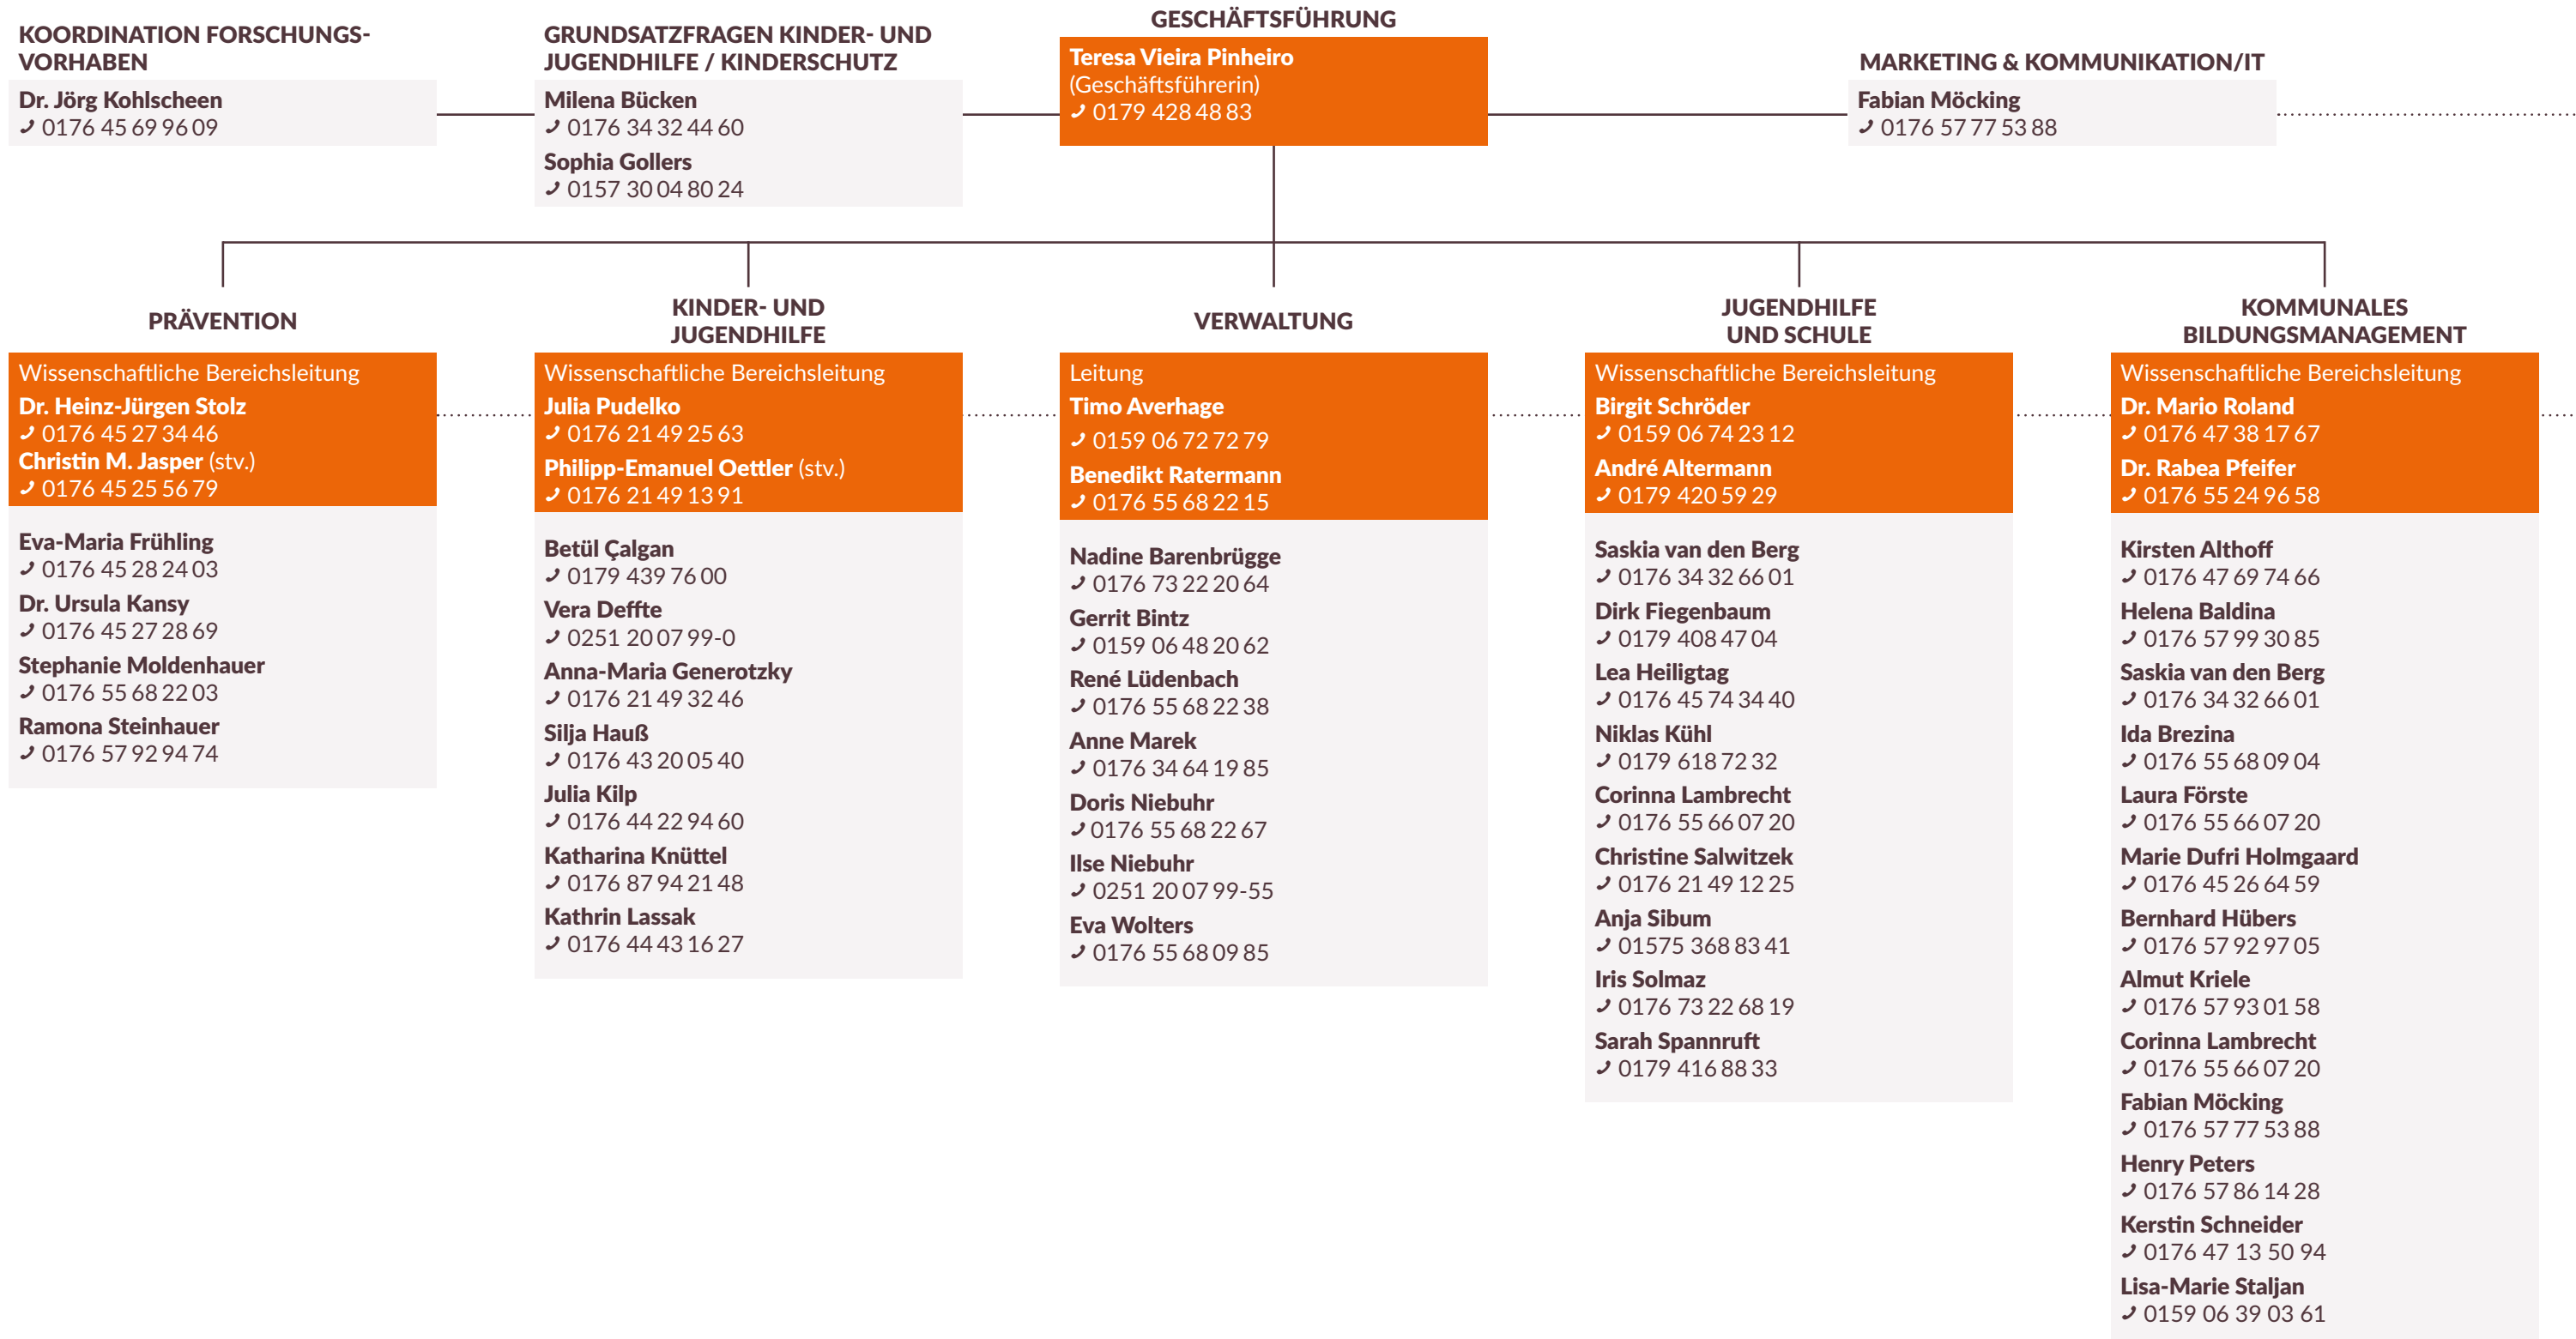 KOORDINATION FORSCHUNGS-
VORHABEN
Dr. Jörg Kohlscheen
0176 45 69 96 09
GRUNDSATZFRAGEN KINDER- UND
JUGENDHILFE / KINDERSCHUTZ
Milena Bücken
0176 34 32 44 60
Sophia Gollers
0157 30 04 80 24
GESCHÄFTSFÜHRUNG
Teresa Vieira Pinheiro
(Geschäftsführerin)
0179 428 48 83
MARKETING & KOMMUNIKATION/IT
Fabian Möcking
0176 57 77 53 88
PRÄVENTION
Wissenschaftliche Bereichsleitung
Dr. Heinz-Jürgen Stolz
0176 45 27 34 46
Christin M. Jasper (stv.)
0176 45 25 56 79
Eva-Maria Frühling
0176 45 28 24 03
Dr. Ursula Kansy
0176 45 27 28 69
Stephanie Moldenhauer
0176 55 68 22 03
Ramona Steinhauer
0176 57 92 94 74
KINDER- UND
JUGENDHILFE
Wissenschaftliche Bereichsleitung
Julia Pudelko
0176 21 49 25 63
Philipp-Emanuel Oettler (stv.)
0176 21 49 13 91
Betül Çalgan
0179 439 76 00
Vera Deffte
0251 20 07 99-0
Anna-Maria Generotzky
0176 21 49 32 46
Silja Hauß
0176 43 20 05 40
Julia Kilp
0176 44 22 94 60
Katharina Knüttel
0176 87 94 21 48
Kathrin Lassak
0176 44 43 16 27
VERWALTUNG
Leitung
Timo Averhage
0159 06 72 72 79
Benedikt Ratermann
0176 55 68 22 15
Nadine Barenbrügge
0176 73 22 20 64
Gerrit Bintz
0159 06 48 20 62
René Lüdenbach
0176 55 68 22 38
Anne Marek
0176 34 64 19 85
Doris Niebuhr
0176 55 68 22 67
Ilse Niebuhr
0251 20 07 99-55
Eva Wolters
0176 55 68 09 85
JUGENDHILFE
UND SCHULE
Wissenschaftliche Bereichsleitung
Birgit Schröder
0159 06 74 23 12
André Altermann
0179 420 59 29
Saskia van den Berg
0176 34 32 66 01
Dirk Fiegenbaum
0179 408 47 04
Lea Heiligtag
0176 45 74 34 40
Niklas Kühl
0179 618 72 32
Corinna Lambrecht
0176 55 66 07 20
Christine Salwitzek
0176 21 49 12 25
Anja Sibum
01575 368 83 41
Iris Solmaz
0176 73 22 68 19
Sarah Spannruft
0179 416 88 33
KOMMUNALES
BILDUNGSMANAGEMENT
Wissenschaftliche Bereichsleitung
Dr. Mario Roland
0176 47 38 17 67
Dr. Rabea Pfeifer
0176 55 24 96 58
Kirsten Althoff
0176 47 69 74 66
Helena Baldina
0176 57 99 30 85
Saskia van den Berg
0176 34 32 66 01
Ida Brezina
0176 55 68 09 04
Laura Förste
0176 55 66 07 20
Marie Dufri Holmgaard
0176 45 26 64 59
Bernhard Hübers
0176 57 92 97 05
Almut Kriele
0176 57 93 01 58
Corinna Lambrecht
0176 55 66 07 20
Fabian Möcking
0176 57 77 53 88
Henry Peters
0176 57 86 14 28
Kerstin Schneider
0176 47 13 50 94
Lisa-Marie Staljan
0159 06 39 03 61